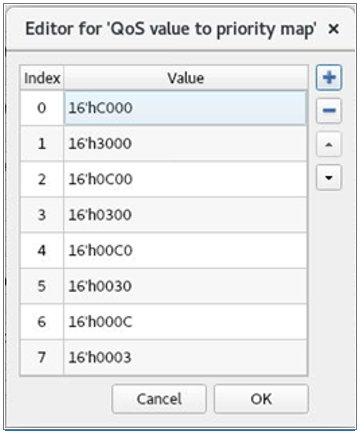 Editor for 'QoS value to priority map' ×
Index Value
0 16'hC000
1 16'h3000
2 16'h0C00
3 16'h0300
4 16'h00C0
5 16'h0030
6 16'h000C
7 16'h0003
Cancel OK